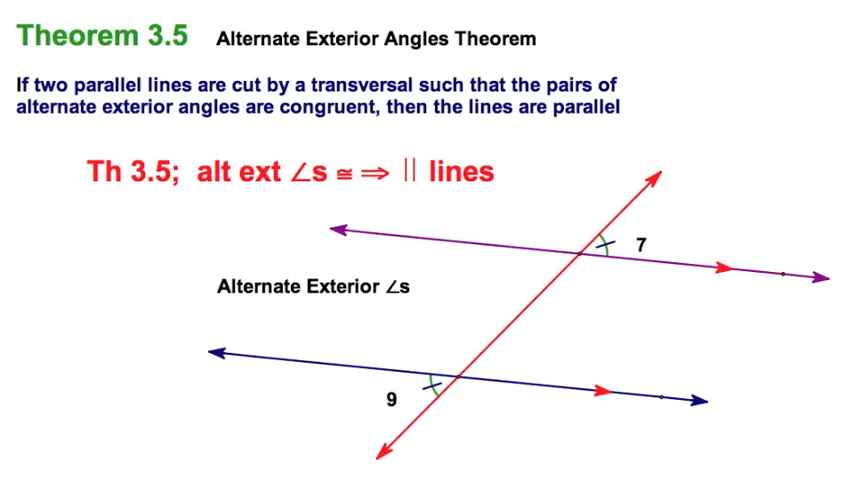 Theorem 3.5 Alternate Exterior Angles Theorem
If two parallel lines are cut by a transversal such that the pairs of
alternate exterior angles are congruent, then the lines are parallel
Th 3.5; alt ext ∠s ≅ ⇒ || lines
7
Alternate Exterior ∠s
9